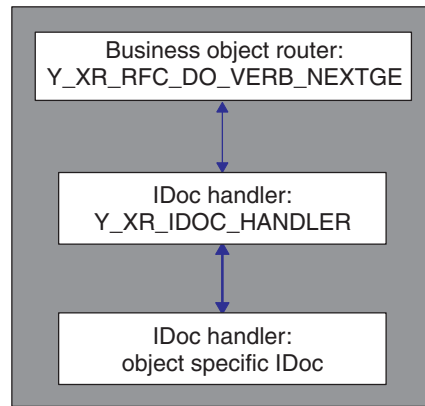 Business object router:
Y_XR_RFC_DO_VERB_NEXTGE
IDoc handler:
Y_XR_IDOC_HANDLER
IDoc handler:
object specific IDoc